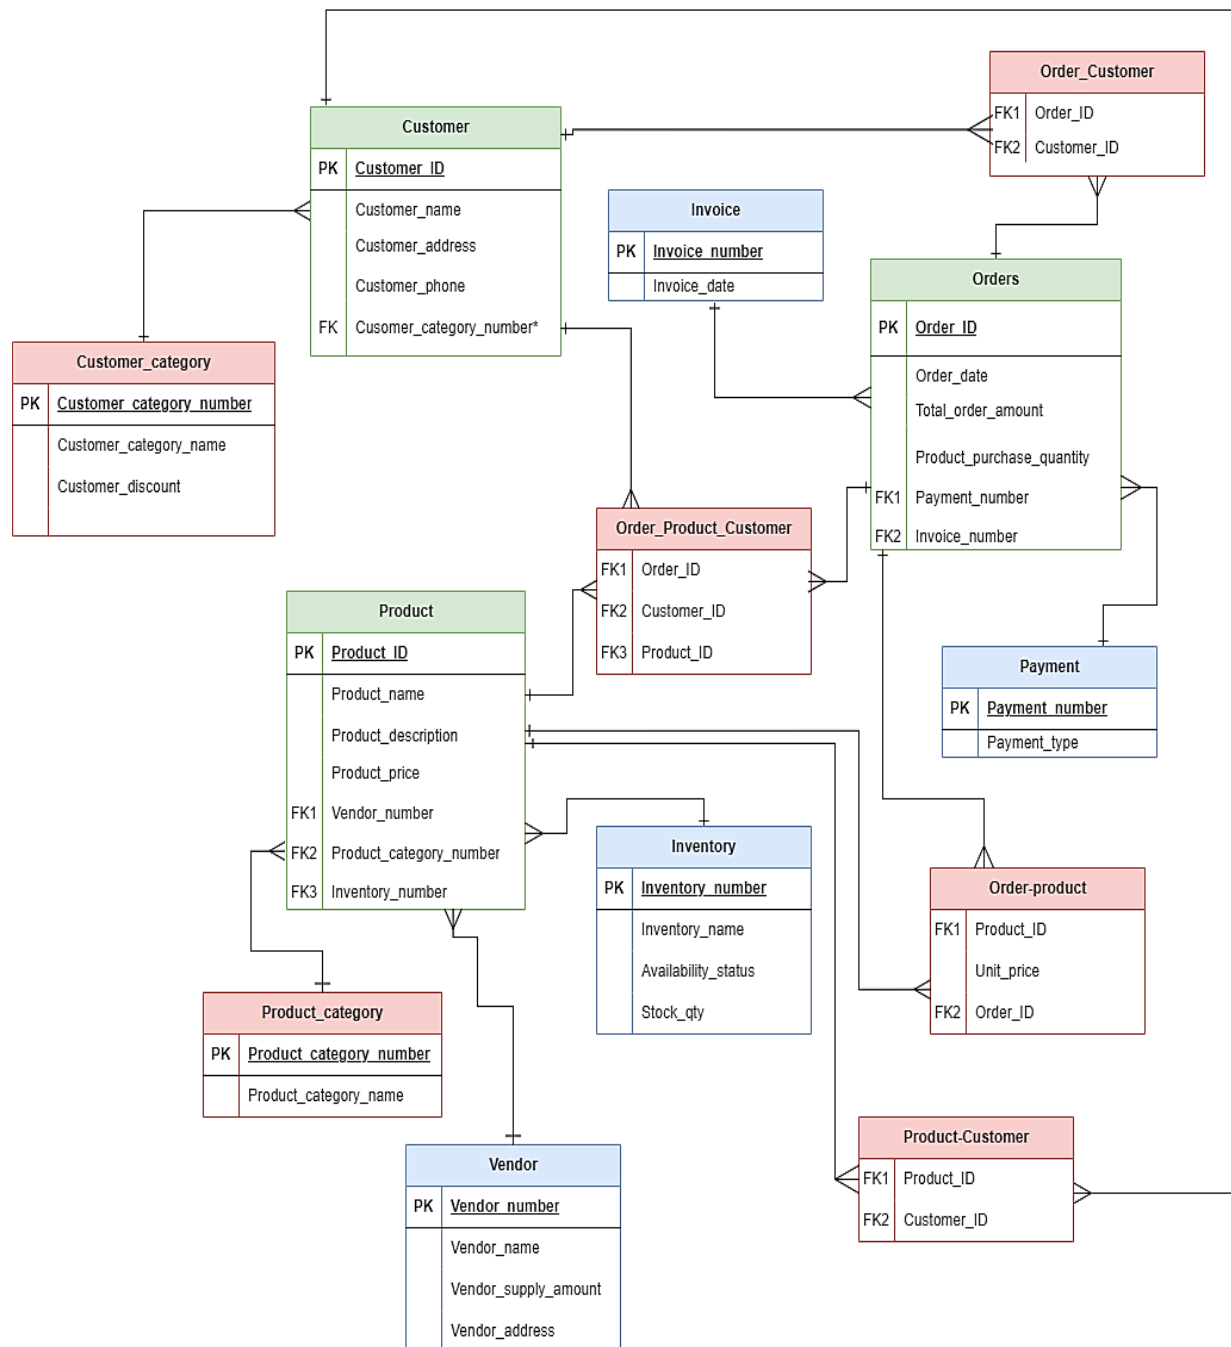 Order_Customer
FK1 Order_ID
FK2 Customer_ID
Customer
PK Customer_ID
Customer_name
Customer_address
Customer_phone
FK Cusomer_category_number*
Invoice
PK Invoice_number
Invoice_date
Orders
PK Order_ID
Order_date
Total_order_amount
Product_purchase_quantity
FK1 Payment_number
FK2 Invoice_number
Customer_category
PK Customer_category_number
Customer_category_name
Customer_discount
Order_Product_Customer
FK1 Order_ID
FK2 Customer_ID
FK3 Product_ID
Product
PK Product_ID
Product_name
Product_description
Product_price
FK1 Vendor_number
FK2 Product_category_number
FK3 Inventory_number
Payment
PK Payment_number
Payment_type
Inventory
PK Inventory_number
Inventory_name
Availability_status
Stock_qty
Order-product
FK1 Product_ID
Unit_price
FK2 Order_ID
Product_category
PK Product_category_number
Product_category_name
Product-Customer
FK1 Product_ID
FK2 Customer_ID
Vendor
PK Vendor_number
Vendor_name
Vendor_supply_amount
Vendor_address